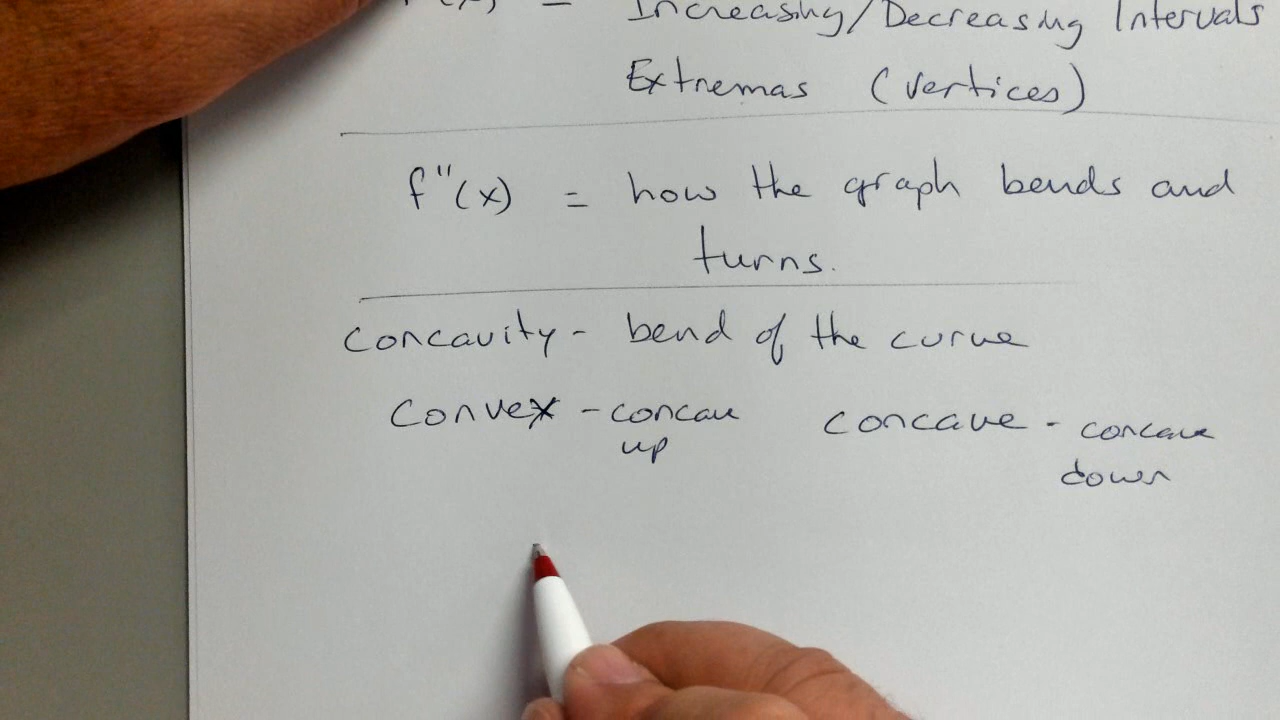 (x) = Increasing/Decreasing Intervals
Extremas (vertices)
f"(x) = how the graph bends and
turns.
Concavity - bend of the curve
Convex - concave up
concave - concave down